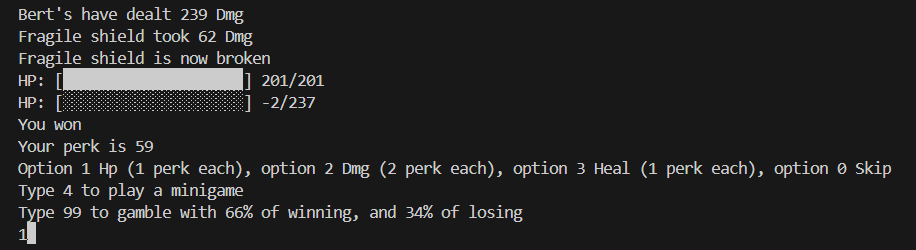 Bert's have dealt 239 Dmg
Fragile shield took 62 Dmg
Fragile shield is now broken
HP: [████████████████████] 201/201
HP: [░░░░░░░░░░░░░░░░░░░░] -2/237
You won
Your perk is 59
Option 1 Hp (1 perk each), option 2 Dmg (2 perk each), option 3 Heal (1 perk each), option 0 Skip
Type 4 to play a minigame
Type 99 to gamble with 66% of winning, and 34% of losing
1